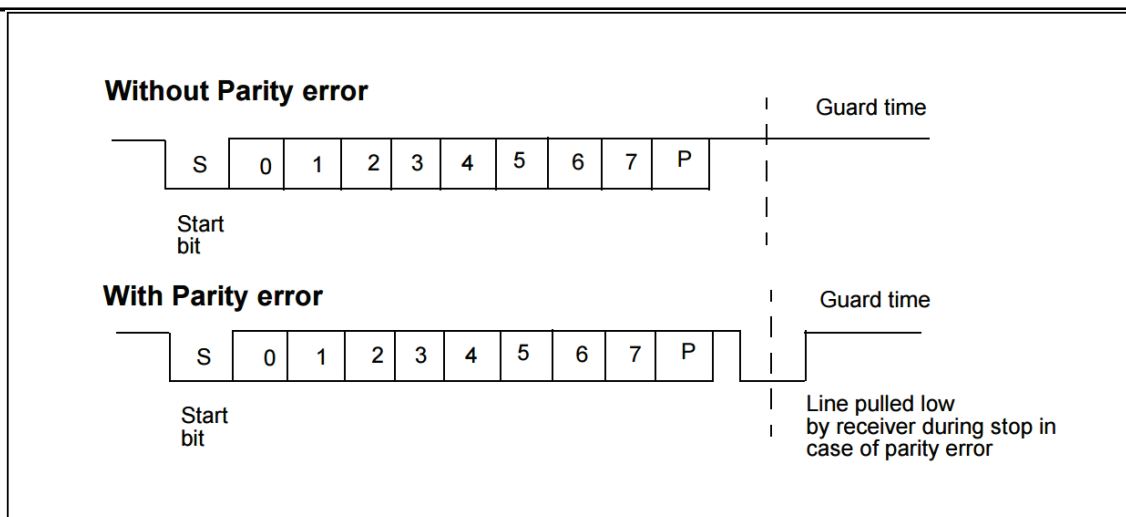 Without Parity error
Guard time
S 0 1 2 3 4 5 6 7 P
Start
bit
With Parity error
Guard time
S 0 1 2 3 4 5 6 7 P
Start
bit
Line pulled low
by receiver during stop in
case of parity error